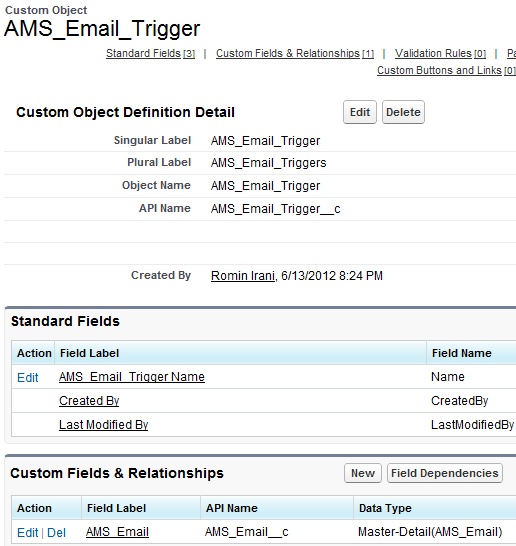 Custom Object
AMS_Email_Trigger
Standard Fields [3] | Custom Fields & Relationships [1] | Validation Rules [0] |
Custom Buttons and Links [0]
Custom Object Definition Detail Edit Delete
Singular Label AMS_Email_Trigger
Plural Label AMS_Email_Triggers
Object Name AMS_Email_Trigger
API Name AMS_Email_Trigger__c
Created By Romin Irani, 6/13/2012 8:24 PM
Standard Fields
Action Field Label Field Name
Edit AMS_Email_Trigger Name Name
Created By CreatedBy
Last Modified By LastModifiedBy
Custom Fields & Relationships New Field Dependencies
Action Field Label API Name Data Type
Edit | Del AMS_Email AMS_Email__c Master-Detail(AMS_Email)